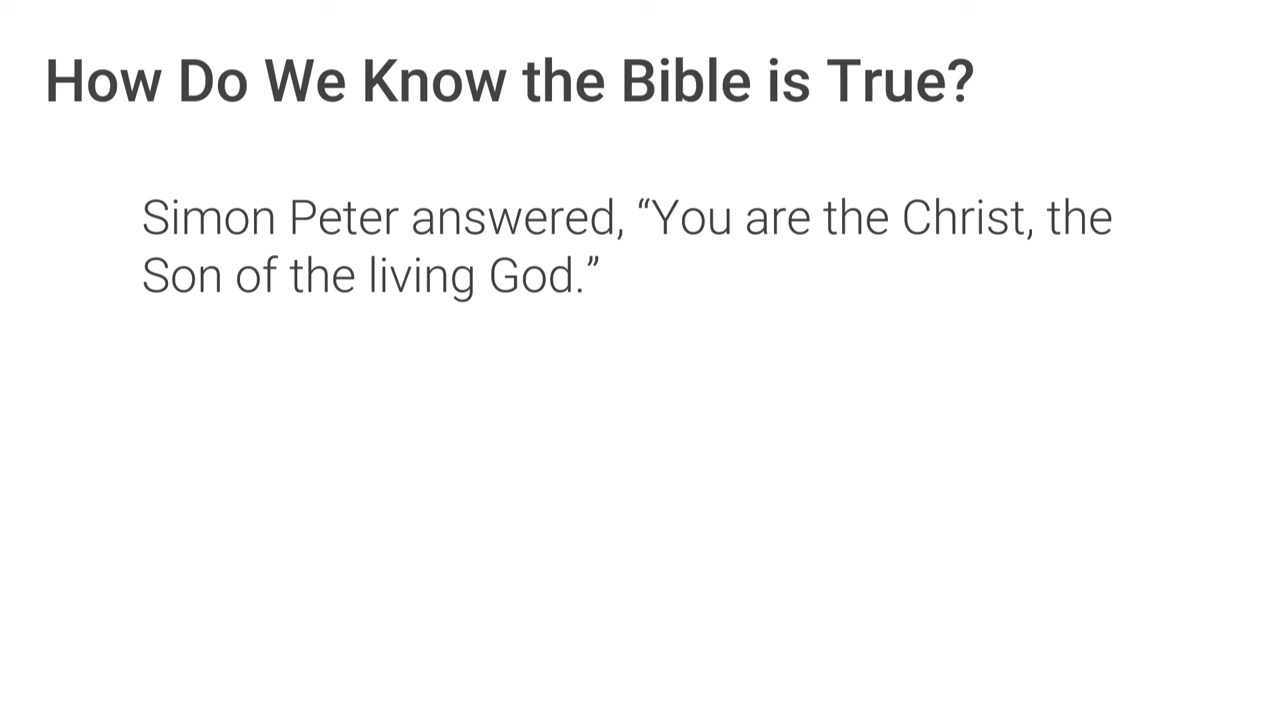 How Do We Know the Bible is True?
Simon Peter answered, “You are the Christ, the
Son of the living God.”